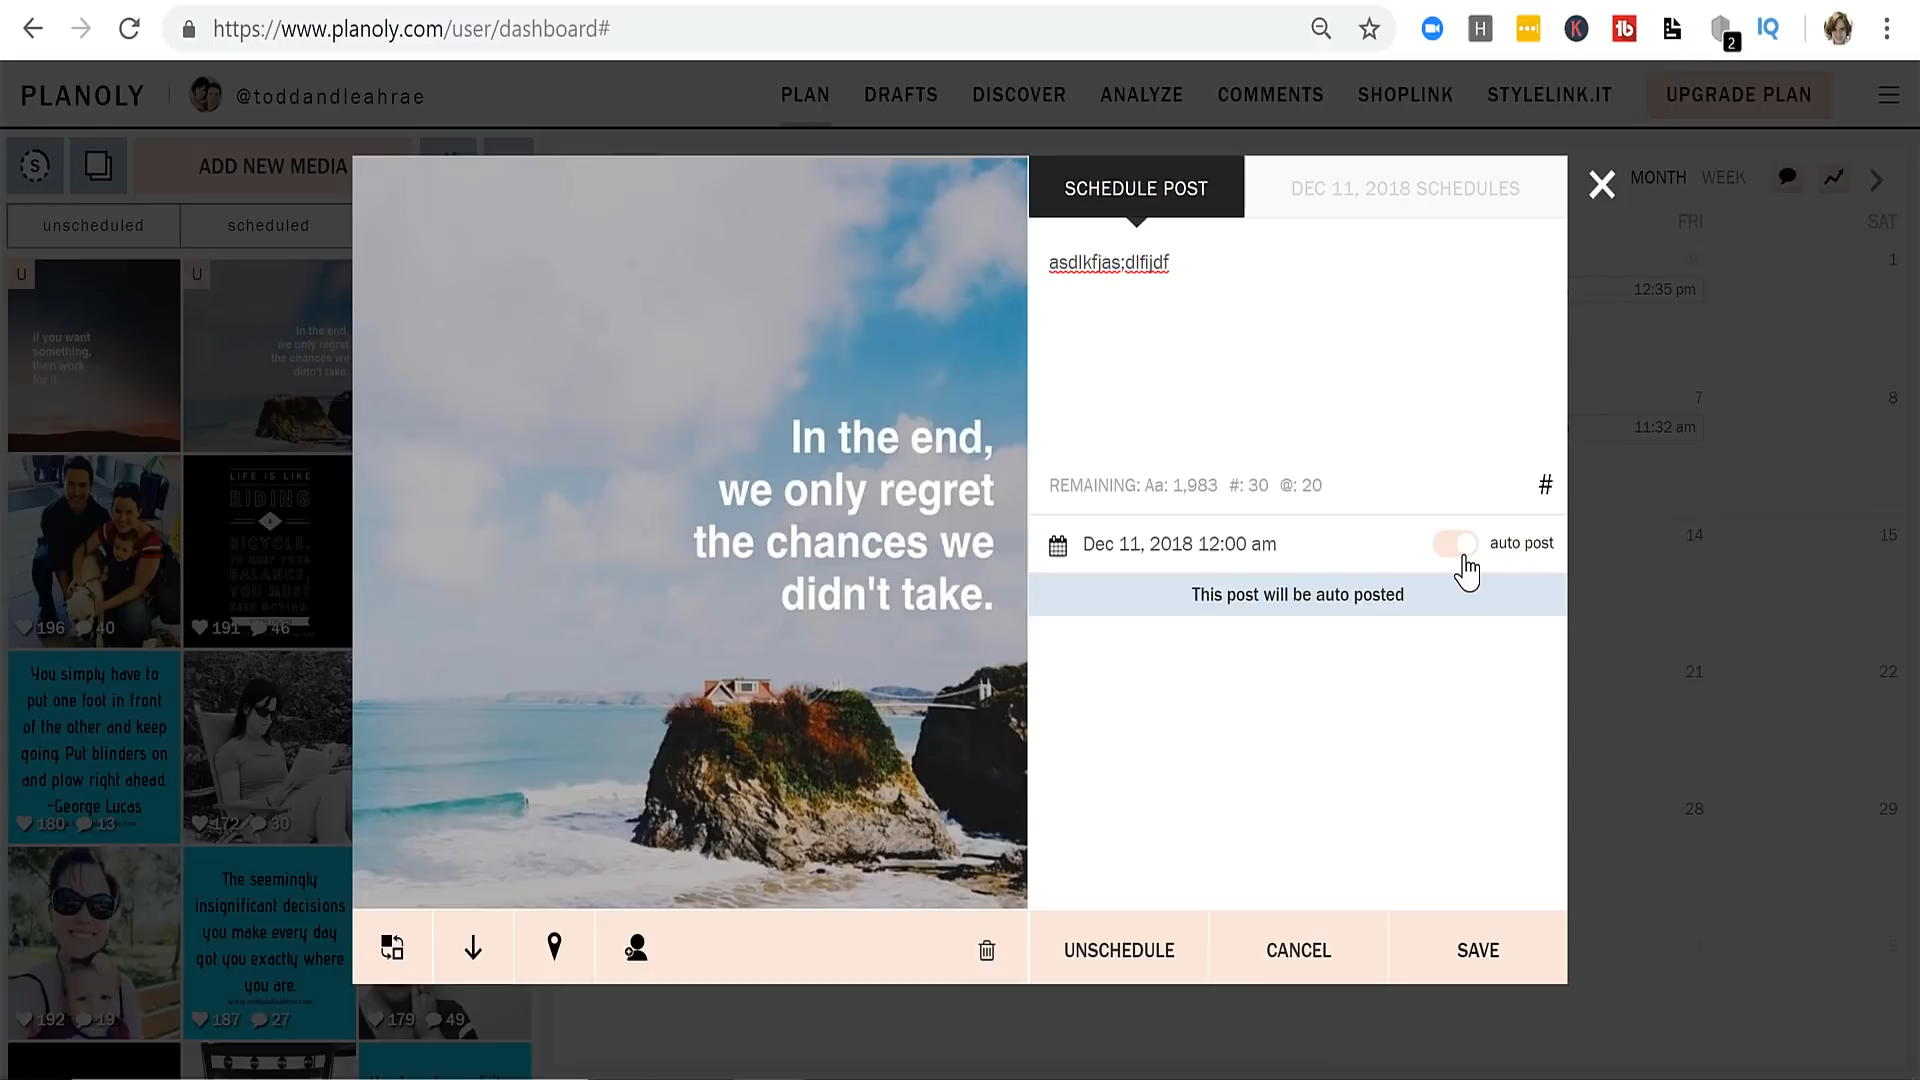 https://www.planoly.com/user/dashboard#
H
K
tb
2
IQ
PLANOLY
@toddandleahrae
PLAN
DRAFTS
DISCOVER
ANALYZE
COMMENTS
SHOPLINK
STYLELINK.IT
UPGRADE PLAN
S
ADD NEW MEDIA
unscheduled
scheduled
U
If you want
something,
then work
for it.
U
In the end,
we only regret
the chances we
didn't take.
196 40
LIFE IS LIKE
RIDING
A
BICYCLE.
TO KEEP YOUR
BALANCE,
YOU MUST
KEEP MOVING.
191 46
You simply have to
put one foot in front
of the other and keep
going. Put blinders on
and plow right ahead.
-George Lucas
180 13
172 30
192 19
The seemingly
insignificant decisions
you make every day
got you exactly where
you are.
www.toddandleahrae.com
187 27
179 49
In the end,
we only regret
the chances we
didn't take.
SCHEDULE POST
DEC 11, 2018 SCHEDULES
asdlkfjas;dlfijdf
REMAINING: Aa: 1,983 #: 30 @: 20
#
Dec 11, 2018 12:00 am
auto post
This post will be auto posted
UNSCHEDULE
CANCEL
SAVE
MONTH
WEEK
FRI
SAT
1
12:35 pm
7
8
11:32 am
14
15
21
22
28
29
5